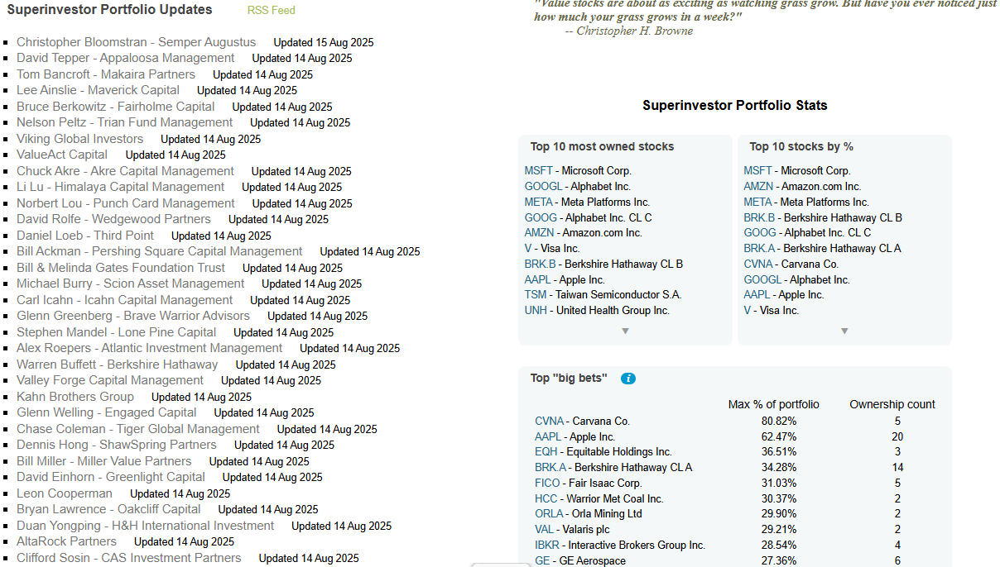 Superinvestor Portfolio Updates RSS Feed
Christopher Bloomstran - Semper Augustus Updated 15 Aug 2025
David Tepper - Appaloosa Management Updated 14 Aug 2025
Tom Bancroft - Makaira Partners Updated 14 Aug 2025
Lee Ainslie - Maverick Capital Updated 14 Aug 2025
Bruce Berkowitz - Fairholme Capital Updated 14 Aug 2025
Nelson Peltz - Trian Fund Management Updated 14 Aug 2025
Viking Global Investors Updated 14 Aug 2025
ValueAct Capital Updated 14 Aug 2025
Chuck Akre - Akre Capital Management Updated 14 Aug 2025
Li Lu - Himalaya Capital Management Updated 14 Aug 2025
Norbert Lou - Punch Card Management Updated 14 Aug 2025
David Rolfe - Wedgewood Partners Updated 14 Aug 2025
Daniel Loeb - Third Point Updated 14 Aug 2025
Bill Ackman - Pershing Square Capital Management Updated 14 Aug 2025
Bill & Melinda Gates Foundation Trust Updated 14 Aug 2025
Michael Burry - Scion Asset Management Updated 14 Aug 2025
Carl Icahn - Icahn Capital Management Updated 14 Aug 2025
Glenn Greenberg - Brave Warrior Advisors Updated 14 Aug 2025
Stephen Mandel - Lone Pine Capital Updated 14 Aug 2025
Alex Roepers - Atlantic Investment Management Updated 14 Aug 2025
Warren Buffett - Berkshire Hathaway Updated 14 Aug 2025
Valley Forge Capital Management Updated 14 Aug 2025
Kahn Brothers Group Updated 14 Aug 2025
Glenn Welling - Engaged Capital Updated 14 Aug 2025
Chase Coleman - Tiger Global Management Updated 14 Aug 2025
Dennis Hong - ShawSpring Partners Updated 14 Aug 2025
Bill Miller - Miller Value Partners Updated 14 Aug 2025
David Einhorn - Greenlight Capital Updated 14 Aug 2025
Leon Cooperman Updated 14 Aug 2025
Bryan Lawrence - Oakcliff Capital Updated 14 Aug 2025
Duan Yongping - H&H International Investment Updated 14 Aug 2025
AltaRock Partners Updated 14 Aug 2025
Clifford Sosin - CAS Investment Partners Updated 14 Aug 2025
"Value stocks are about as exciting as watching grass grow. But have you ever noticed just
how much your grass grows in a week?"
-- Christopher H. Browne
Superinvestor Portfolio Stats
Top 10 most owned stocks
MSFT - Microsoft Corp.
GOOGL - Alphabet Inc.
META - Meta Platforms Inc.
GOOG - Alphabet Inc. CL C
AMZN - Amazon.com Inc.
V - Visa Inc.
BRK.B - Berkshire Hathaway CL B
AAPL - Apple Inc.
TSM - Taiwan Semiconductor S.A.
UNH - United Health Group Inc.
Top 10 stocks by %
MSFT - Microsoft Corp.
AMZN - Amazon.com Inc.
META - Meta Platforms Inc.
BRK.B - Berkshire Hathaway CL B
GOOG - Alphabet Inc. CL C
BRK.A - Berkshire Hathaway CL A
CVNA - Carvana Co.
GOOGL - Alphabet Inc.
AAPL - Apple Inc.
V - Visa Inc.
Top "big bets" i
Max % of portfolio Ownership count
CVNA - Carvana Co. 80.82% 5
AAPL - Apple Inc. 62.47% 20
EQH - Equitable Holdings Inc. 36.51% 3
BRK.A - Berkshire Hathaway CL A 34.28% 14
FICO - Fair Isaac Corp. 31.03% 5
HCC - Warrior Met Coal Inc. 30.37% 2
ORLA - Orla Mining Ltd 29.90% 2
VAL - Valaris plc 29.21% 2
IBKR - Interactive Brokers Group Inc. 28.54% 4
GE - GE Aerospace 27.36% 6